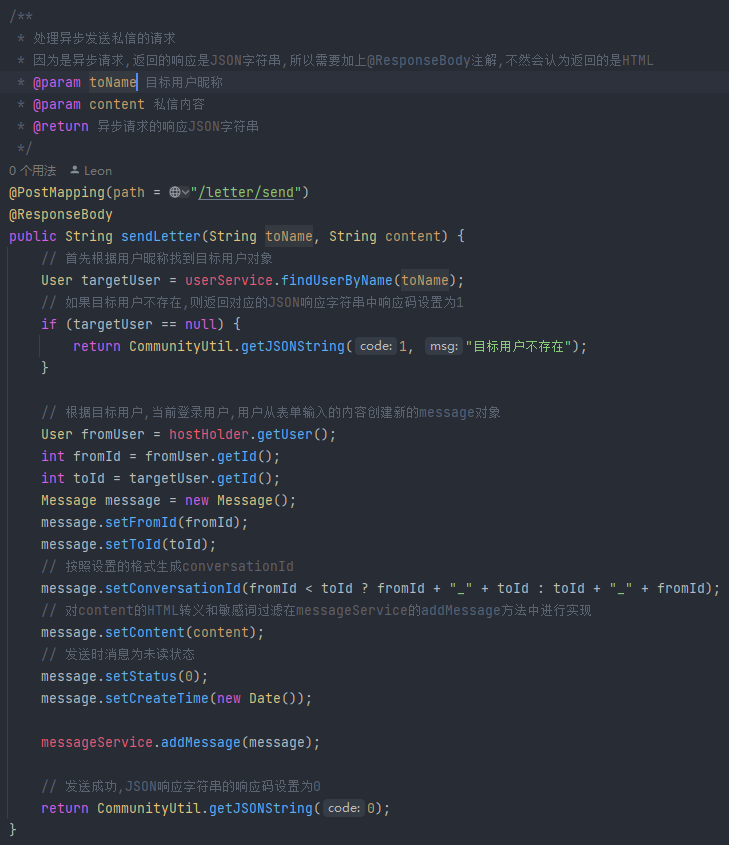 /**
 * 处理异步发送私信的请求
 * 因为是异步请求,返回的响应是JSON字符串,所以需要加上@ResponseBody注解,不然会认为返回的是HTML
 * @param toName 目标用户昵称
 * @param content 私信内容
 * @return 异步请求的响应JSON字符串
 */
0 个用法 Leon
@PostMapping(path = "/letter/send")
@ResponseBody
public String sendLetter(String toName, String content) {
    // 首先根据用户昵称找到目标用户对象
    User targetUser = userService.findUserByName(toName);
    // 如果目标用户不存在,则返回对应的JSON响应字符串中响应码设置为1
    if (targetUser == null) {
        return CommunityUtil.getJSONString( code: 1, msg: "目标用户不存在");
    }
    // 根据目标用户,当前登录用户,用户从表单输入的内容创建新的message对象
    User fromUser = hostHolder.getUser();
    int fromId = fromUser.getId();
    int toId = targetUser.getId();
    Message message = new Message();
    message.setFromId(fromId);
    message.setToId(toId);
    // 按照设置的格式生成conversationId
    message.setConversationId(fromId < toId ? fromId + "_" + toId : toId + "_" + fromId);
    // 对content的HTML转义和敏感词过滤在messageService的addMessage方法中进行实现
    message.setContent(content);
    // 发送时消息为未读状态
    message.setStatus(0);
    message.setCreateTime(new Date());
    messageService.addMessage(message);
    // 发送成功,JSON响应字符串的响应码设置为0
    return CommunityUtil.getJSONString( code: 0);
}